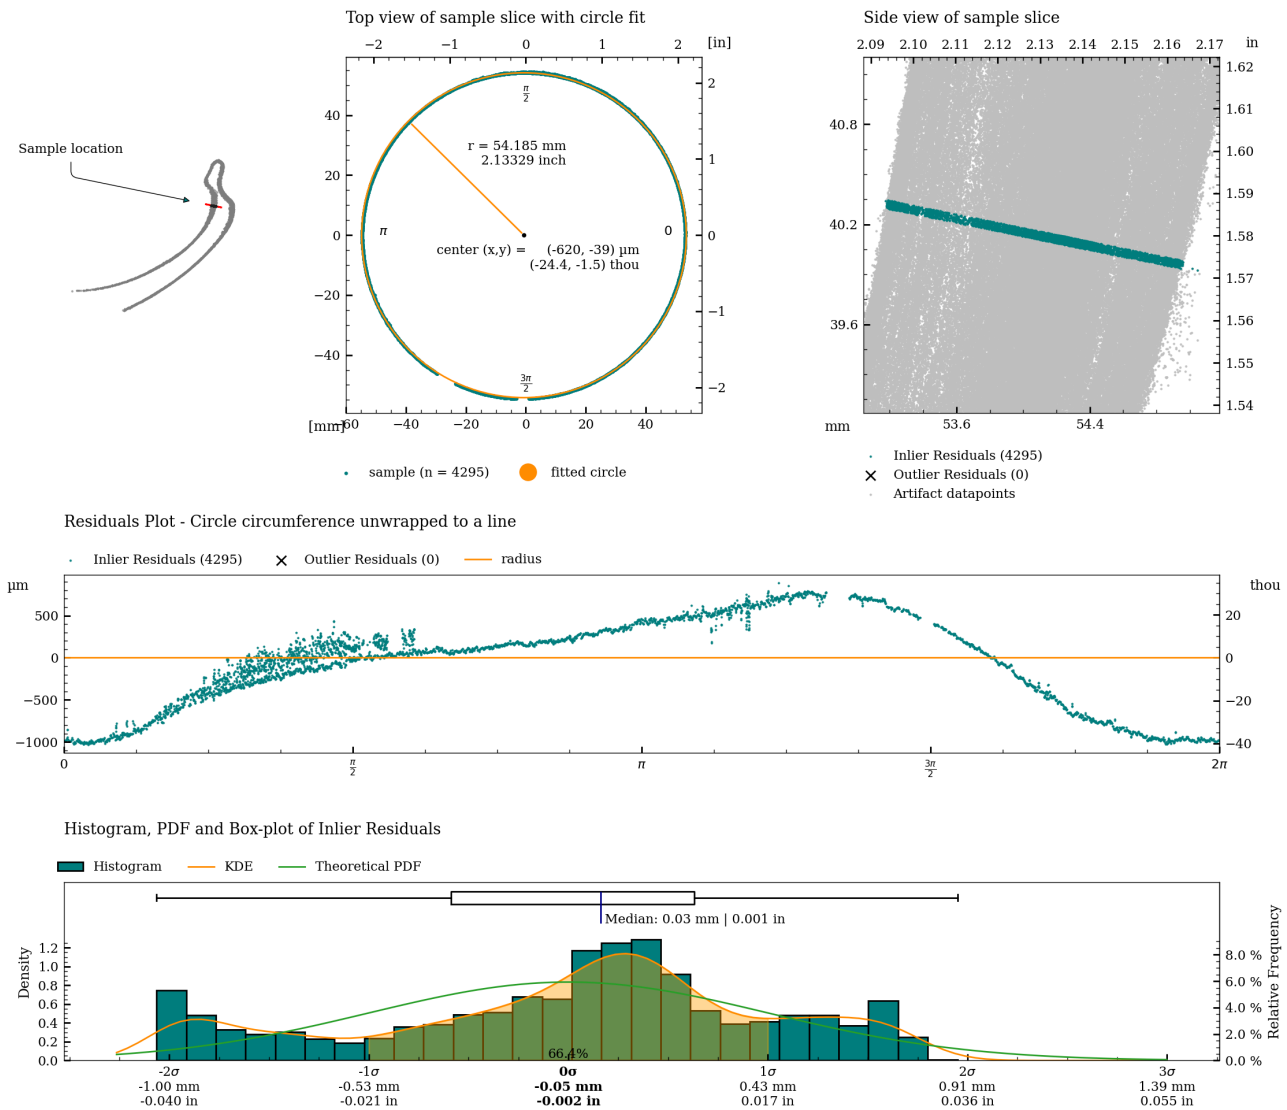 Top view of sample slice with circle fit
Side view of sample slice
−2 −1 0 1 2 [in]
2.09 2.10 2.11 2.12 2.13 2.14 2.15 2.16 2.17 in
Sample location
π/2
r = 54.185 mm
2.13329 inch
π
0
center (x,y) = (-620, -39) µm
(-24.4, -1.5) thou
3π/2
40
20
0
−20
−40
2
1
0
−1
−2
[mm]
−60 −40 −20 0 20 40
40.8
40.2
39.6
1.62
1.61
1.60
1.59
1.58
1.57
1.56
1.55
1.54
mm 53.6 54.4
sample (n = 4295) fitted circle
Inlier Residuals (4295)
Outlier Residuals (0)
Artifact datapoints
Residuals Plot - Circle circumference unwrapped to a line
Inlier Residuals (4295) Outlier Residuals (0) radius
µm
thou
500
0
−500
−1000
20
0
−20
−40
0 π/2 π 3π/2 2π
Histogram, PDF and Box-plot of Inlier Residuals
Histogram KDE Theoretical PDF
Median: 0.03 mm | 0.001 in
Density
1.2
1.0
0.8
0.6
0.4
0.2
0.0
Relative Frequency
8.0 %
6.0 %
4.0 %
2.0 %
0.0 %
66.4%
-2σ -1σ 0σ 1σ 2σ 3σ
-1.00 mm -0.53 mm -0.05 mm 0.43 mm 0.91 mm 1.39 mm
-0.040 in -0.021 in -0.002 in 0.017 in 0.036 in 0.055 in